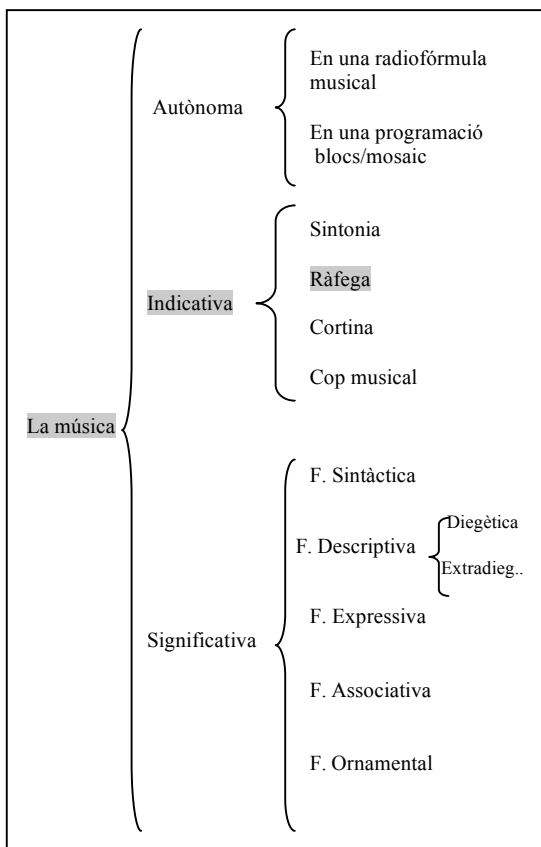 La música
Autònoma
En una radiofórmula
musical
En una programació
blocs/mosaic
Indicativa
Sintonia
Ràfega
Cortina
Cop musical
Significativa
F. Sintàctica
F. Descriptiva
Diegètica
Extradieg..
F. Expressiva
F. Associativa
F. Ornamental